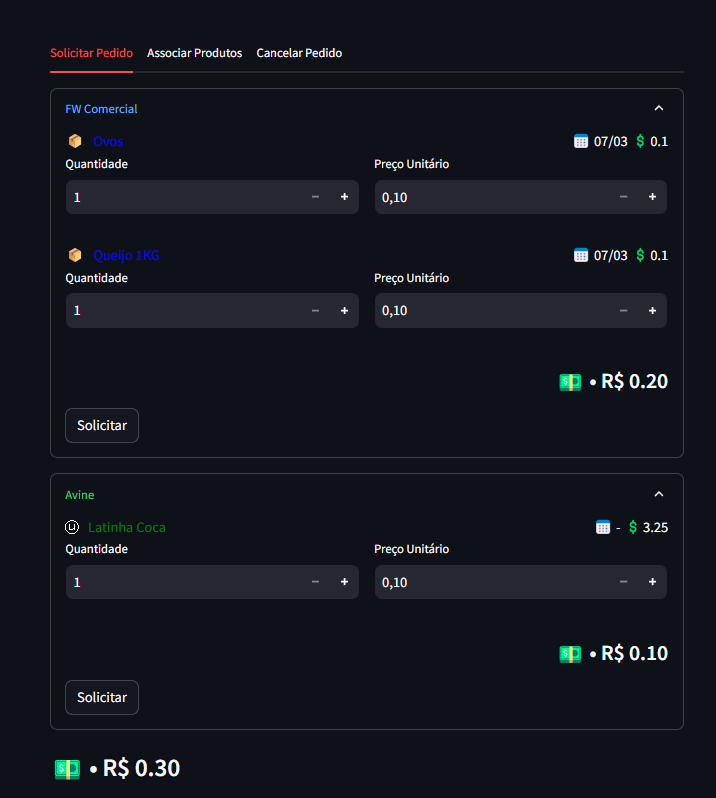 Solicitar Pedido Associar Produtos Cancelar Pedido
FW Comercial
Ovos 07/03 $ 0.1
Quantidade Preço Unitário
1 − + 0,10 − +
Queijo 1KG 07/03 $ 0.1
Quantidade Preço Unitário
1 − + 0,10 − +
• R$ 0.20
Solicitar
Avine
Latinha Coca - $ 3.25
Quantidade Preço Unitário
1 − + 0,10 − +
• R$ 0.10
Solicitar
• R$ 0.30